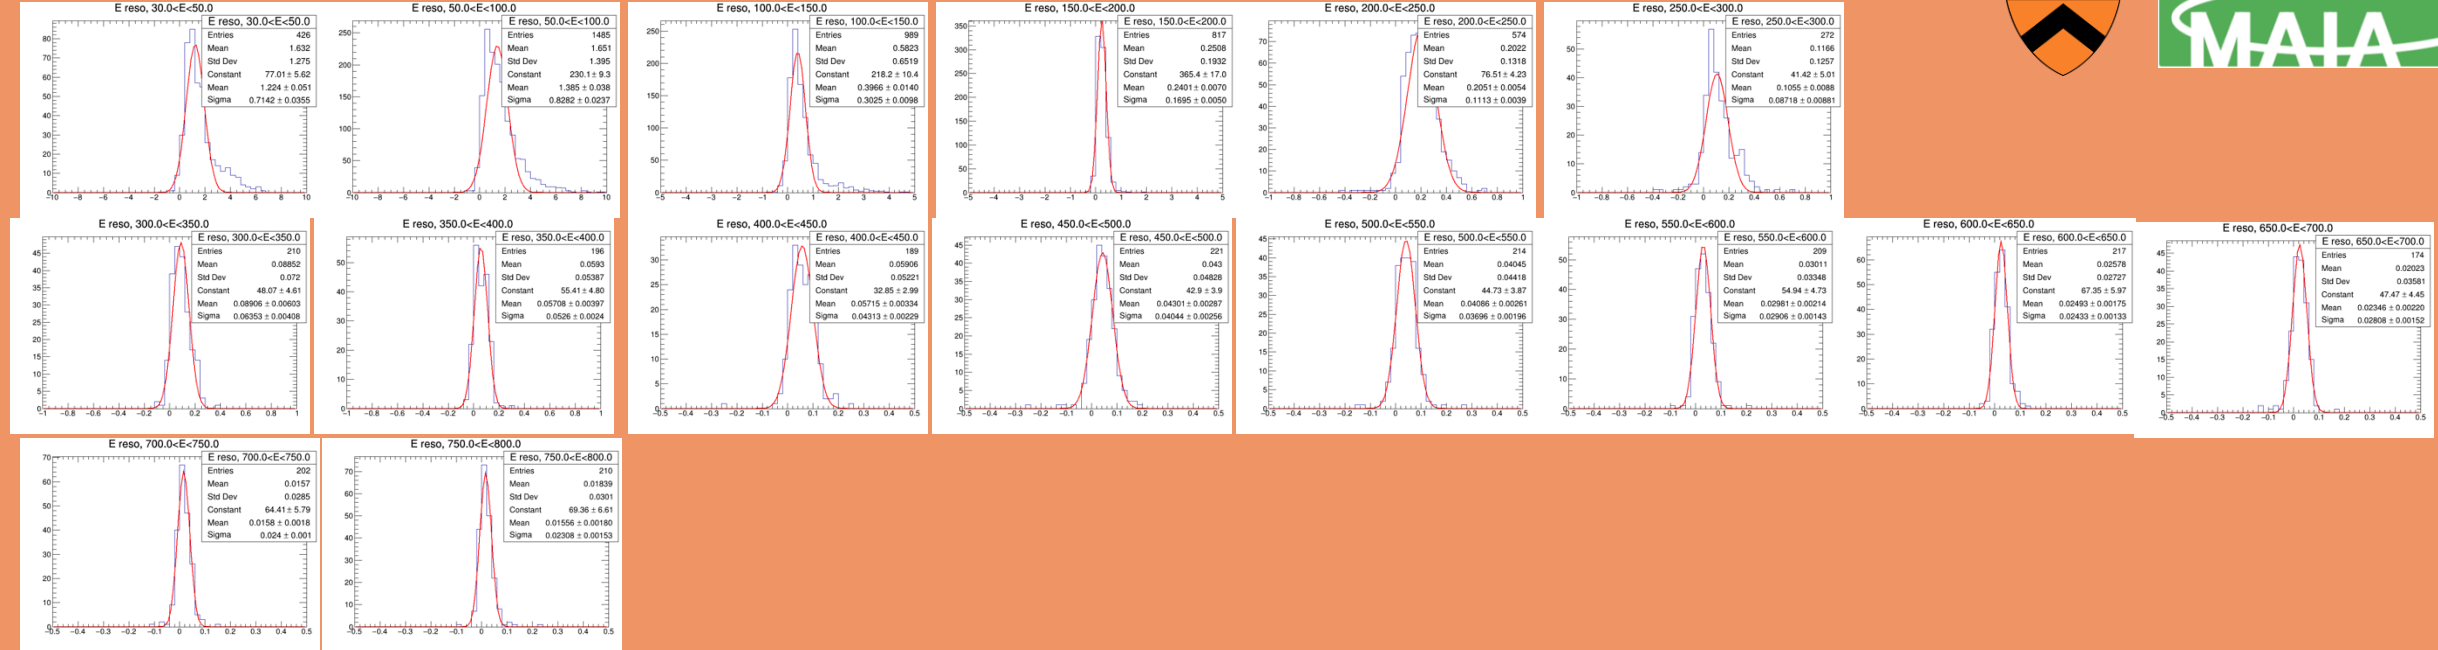 E reso, 30.0<E<50.0
E reso, 30.0<E<50.0
Entries 426
Mean 1.632
Std Dev 1.275
Constant 77.01 ± 5.62
Mean 1.224 ± 0.051
Sigma 0.7142 ± 0.0355
E reso, 50.0<E<100.0
E reso, 50.0<E<100.0
Entries 1485
Mean 1.651
Std Dev 1.395
Constant 230.1 ± 9.3
Mean 1.385 ± 0.038
Sigma 0.8282 ± 0.0237
E reso, 100.0<E<150.0
E reso, 100.0<E<150.0
Entries 989
Mean 0.5823
Std Dev 0.6519
Constant 218.2 ± 10.4
Mean 0.3966 ± 0.0140
Sigma 0.3025 ± 0.0098
E reso, 150.0<E<200.0
E reso, 150.0<E<200.0
Entries 817
Mean 0.2508
Std Dev 0.1932
Constant 365.4 ± 17.0
Mean 0.2401 ± 0.0070
Sigma 0.1695 ± 0.0050
E reso, 200.0<E<250.0
E reso, 200.0<E<250.0
Entries 574
Mean 0.2022
Std Dev 0.1318
Constant 76.51 ± 4.23
Mean 0.2051 ± 0.0054
Sigma 0.1113 ± 0.0039
E reso, 250.0<E<300.0
E reso, 250.0<E<300.0
Entries 272
Mean 0.1166
Std Dev 0.1257
Constant 41.42 ± 5.01
Mean 0.1055 ± 0.0088
Sigma 0.08718 ± 0.00881
MAIA
E reso, 300.0<E<350.0
E reso, 300.0<E<350.0
Entries 210
Mean 0.08852
Std Dev 0.072
Constant 48.07 ± 4.61
Mean 0.08906 ± 0.00603
Sigma 0.06353 ± 0.00408
E reso, 350.0<E<400.0
E reso, 350.0<E<400.0
Entries 196
Mean 0.0593
Std Dev 0.05387
Constant 55.41 ± 4.80
Mean 0.05708 ± 0.00397
Sigma 0.0526 ± 0.0024
E reso, 400.0<E<450.0
E reso, 400.0<E<450.0
Entries 189
Mean 0.05906
Std Dev 0.05221
Constant 32.85 ± 2.99
Mean 0.05715 ± 0.00334
Sigma 0.04313 ± 0.00229
E reso, 450.0<E<500.0
E reso, 450.0<E<500.0
Entries 221
Mean 0.043
Std Dev 0.04828
Constant 42.9 ± 3.9
Mean 0.04301 ± 0.00287
Sigma 0.04044 ± 0.00256
E reso, 500.0<E<550.0
E reso, 500.0<E<550.0
Entries 214
Mean 0.04045
Std Dev 0.04418
Constant 44.73 ± 3.87
Mean 0.04086 ± 0.00261
Sigma 0.03696 ± 0.00196
E reso, 550.0<E<600.0
E reso, 550.0<E<600.0
Entries 209
Mean 0.03011
Std Dev 0.03348
Constant 54.94 ± 4.73
Mean 0.02981 ± 0.00214
Sigma 0.02906 ± 0.00143
E reso, 600.0<E<650.0
E reso, 600.0<E<650.0
Entries 217
Mean 0.02578
Std Dev 0.02727
Constant 67.35 ± 5.97
Mean 0.02493 ± 0.00175
Sigma 0.02433 ± 0.00133
E reso, 650.0<E<700.0
E reso, 650.0<E<700.0
Entries 174
Mean 0.02023
Std Dev 0.03581
Constant 47.47 ± 4.45
Mean 0.02346 ± 0.00220
Sigma 0.02808 ± 0.00152
E reso, 700.0<E<750.0
E reso, 700.0<E<750.0
Entries 202
Mean 0.0157
Std Dev 0.0285
Constant 64.41 ± 5.79
Mean 0.0158 ± 0.0018
Sigma 0.024 ± 0.001
E reso, 750.0<E<800.0
E reso, 750.0<E<800.0
Entries 210
Mean 0.01839
Std Dev 0.0301
Constant 69.36 ± 6.61
Mean 0.01556 ± 0.00180
Sigma 0.02308 ± 0.00153